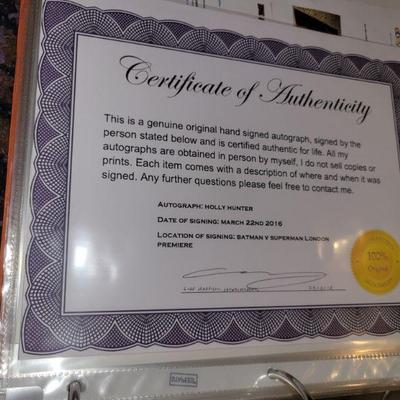 Certificate of Authenticity
This is a genuine original hand signed autograph, signed by the
person stated below and is certified authentic for life. All my
autographs are obtained in person by myself, I do not sell copies or
prints. Each item comes with a description of where and when it was
signed. Any further questions please feel free to contact me.
AUTOGRAPH: HOLLY HUNTER
DATE OF SIGNING: MARCH 22ND 2016
LOCATION OF SIGNING: BATMAN V SUPERMAN LONDON
PREMIERE
100%
Original